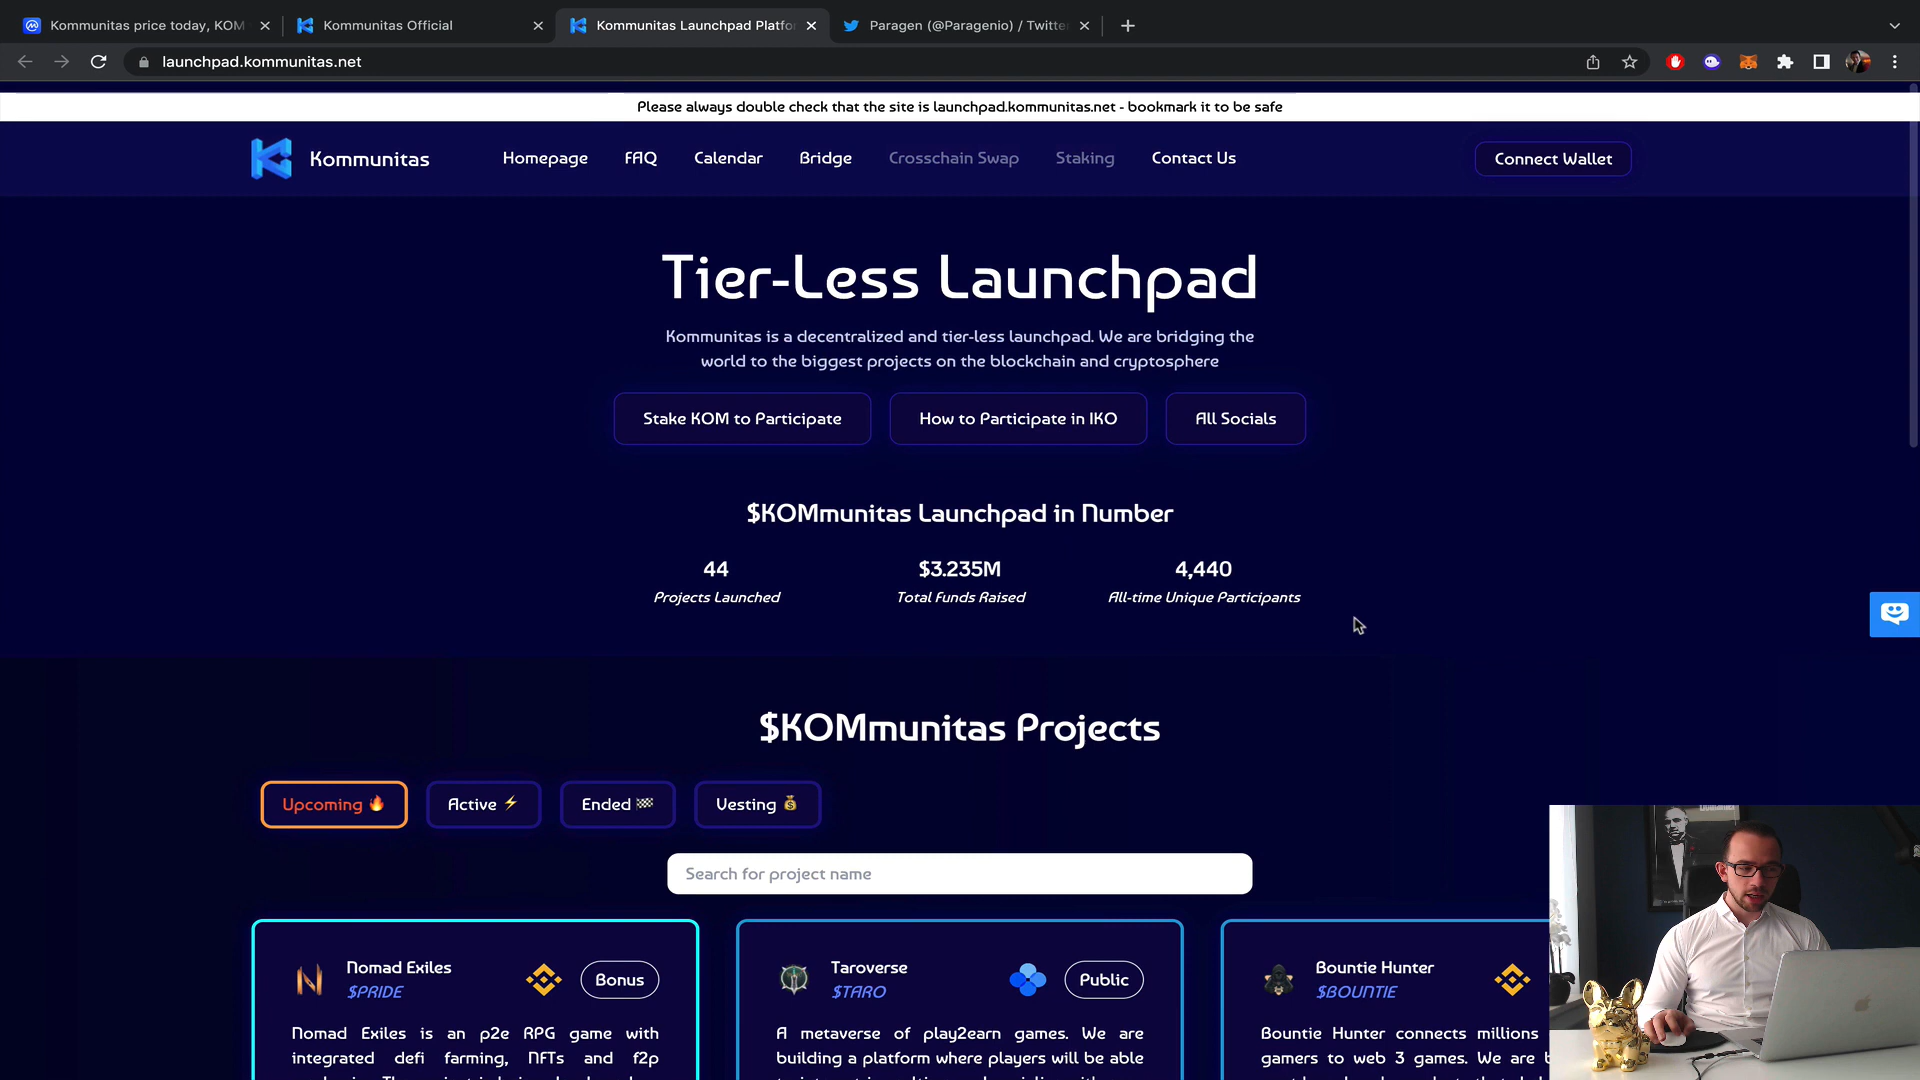 Kommunitas price today, KOM
Kommunitas Official
Kommunitas Launchpad Platfo
Paragen (@Paragenio) / Twitte
launchpad.kommunitas.net
Please always double check that the site is launchpad.kommunitas.net - bookmark it to be safe
Kommunitas
Homepage
FAQ
Calendar
Bridge
Crosschain Swap
Staking
Contact Us
Connect Wallet
Tier-Less Launchpad
Kommunitas is a decentralized and tier-less launchpad. We are bridging the
world to the biggest projects on the blockchain and cryptosphere
Stake KOM to Participate
How to Participate in IKO
All Socials
$KOMmunitas Launchpad in Number
44
$3.235M
4,440
Projects Launched
Total Funds Raised
All-time Unique Participants
$KOMmunitas Projects
Upcoming
Active
Ended
Vesting
Search for project name
Nomad Exiles
$PRIDE
Bonus
Nomad Exiles is an p2e RPG game with
integrated defi farming, NFTs and f2p
Taroverse
$TARO
Public
A metaverse of play2earn games. We are
building a platform where players will be able
Bountie Hunter
$BOUNTIE
Bountie Hunter connects millions
gamers to web 3 games. We are b